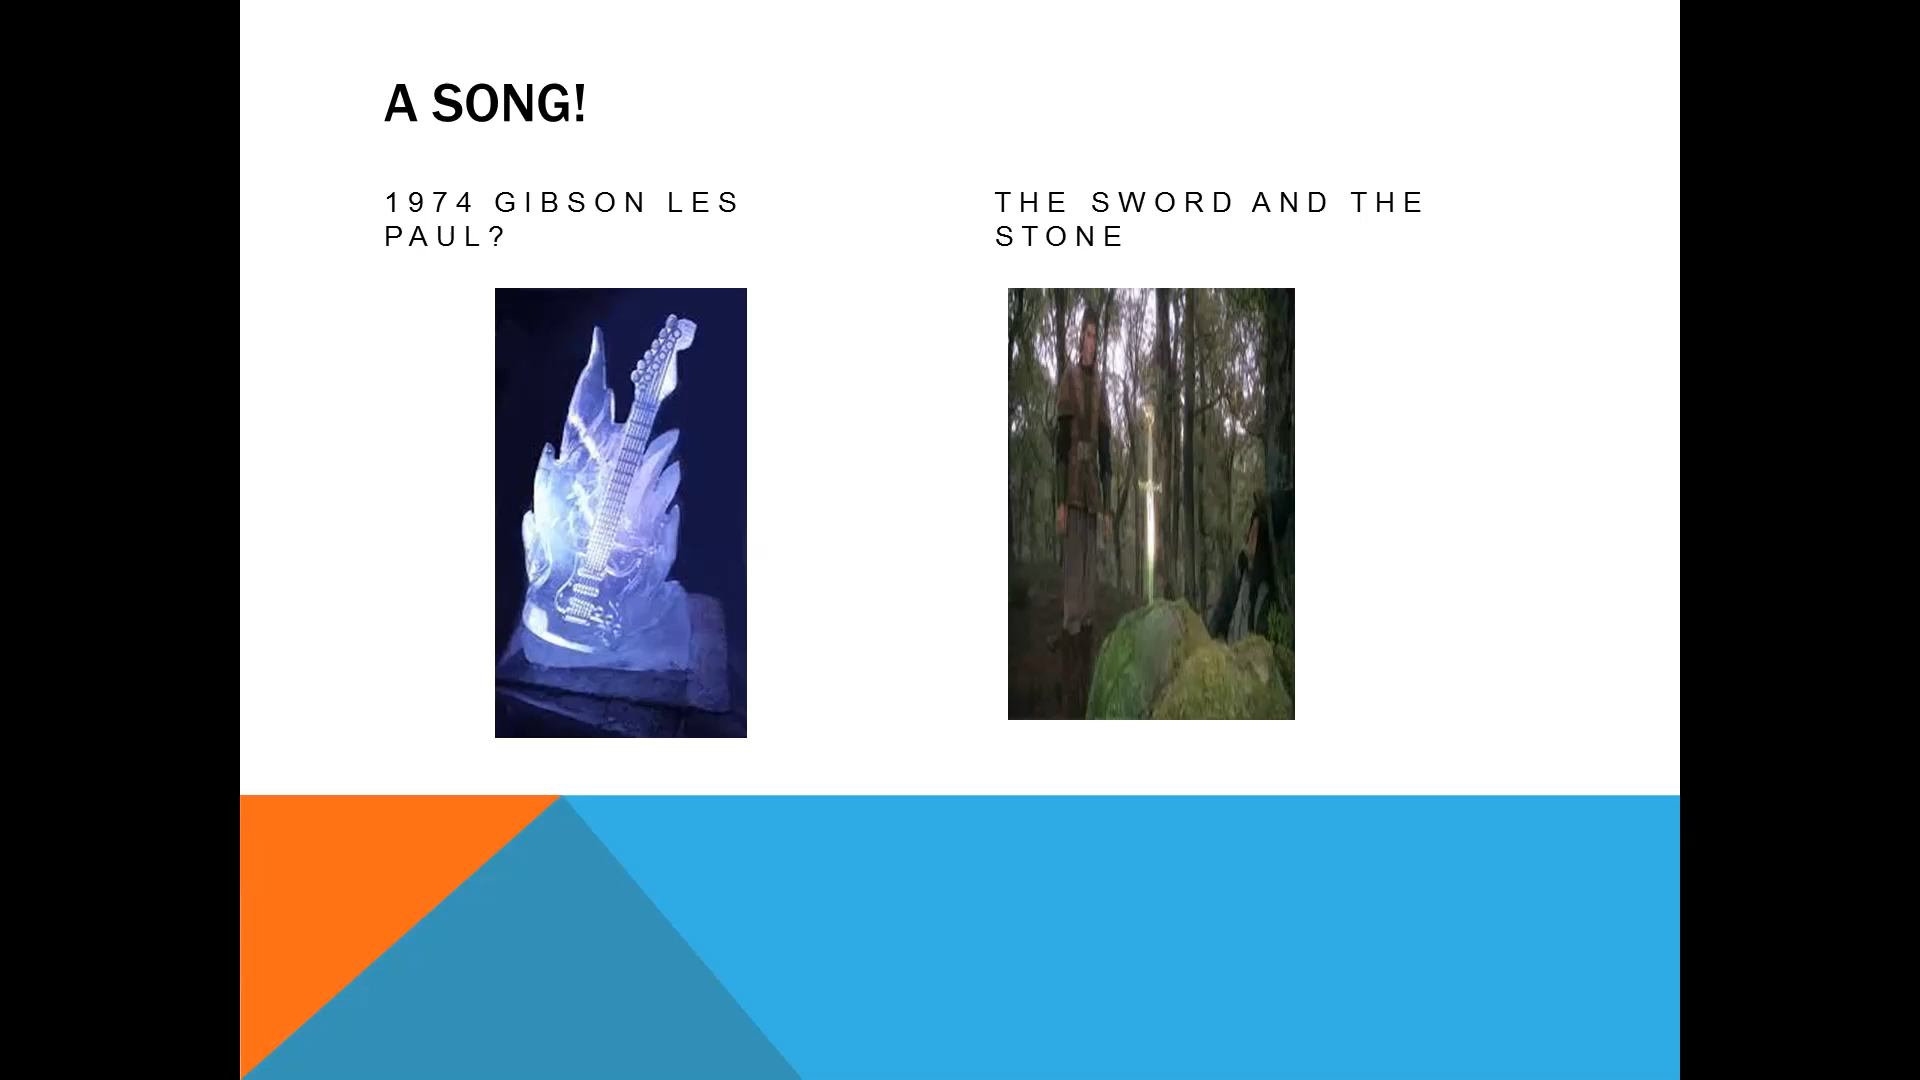 A SONG!
1974 GIBSON LES
PAUL?
THE SWORD AND THE
STONE